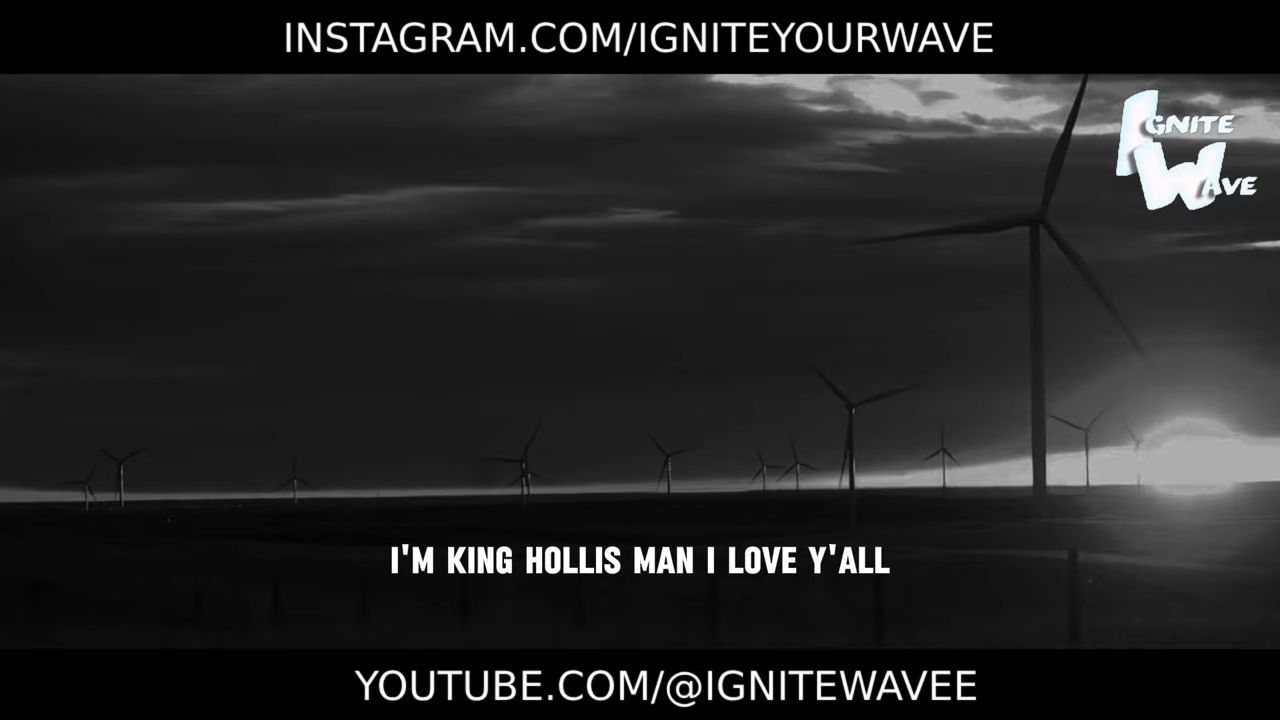 INSTAGRAM.COM/IGNITEYOURWAVE
IGNITE
WAVE
I'M KING HOLLIS MAN I LOVE Y'ALL
YOUTUBE.COM/@IGNITEWAVEE